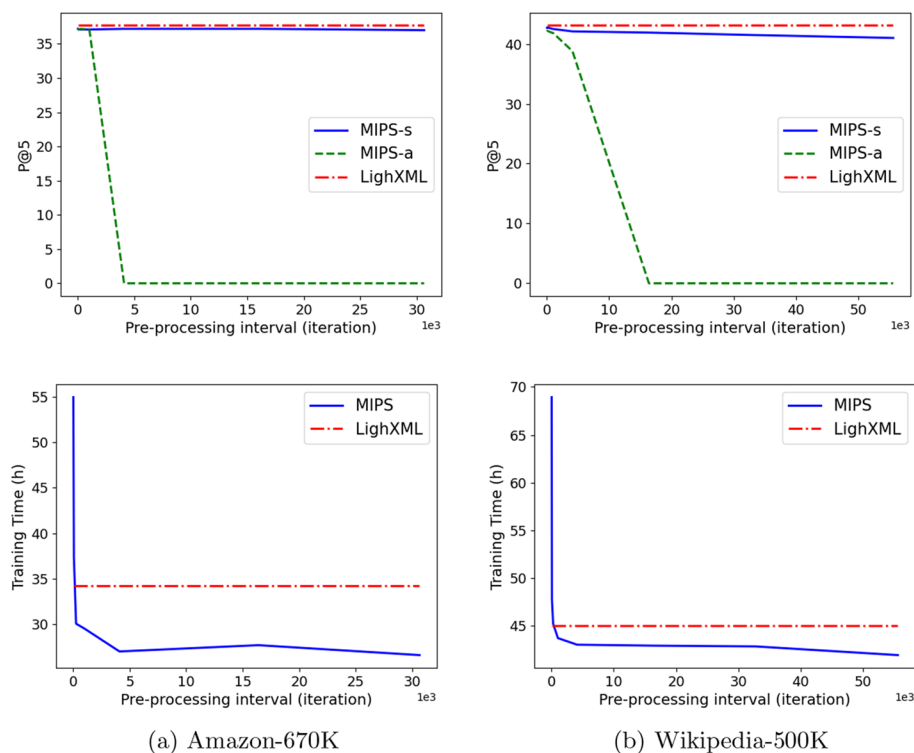 35
30
25
20
15
10
5
0
P@5
MIPS-s
MIPS-a
LighXML
0 5 10 15 20 25 30
1e3
Pre-processing interval (iteration)
40
30
20
10
0
P@5
MIPS-s
MIPS-a
LighXML
0 10 20 30 40 50
1e3
Pre-processing interval (iteration)
55
50
45
40
35
30
Training Time (h)
MIPS
LighXML
0 5 10 15 20 25 30
1e3
Pre-processing interval (iteration)
70
65
60
55
50
45
Training Time (h)
MIPS
LighXML
0 10 20 30 40 50
1e3
Pre-processing interval (iteration)
(a) Amazon-670K
(b) Wikipedia-500K